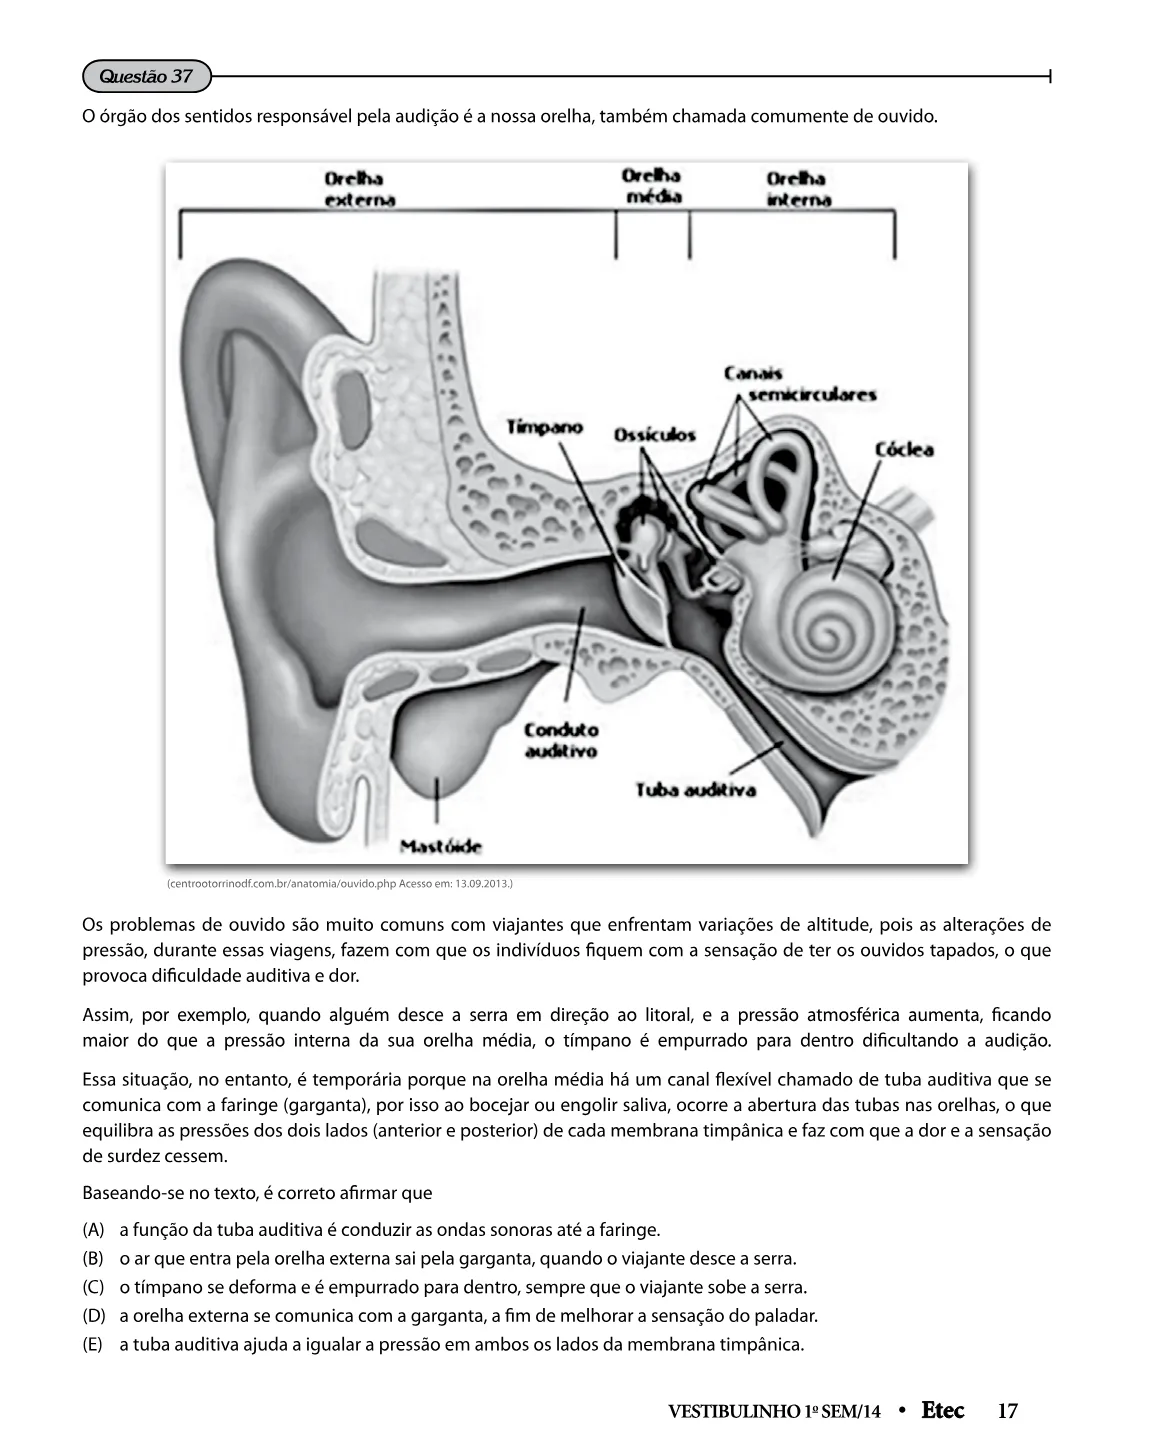 Questão 37
O órgão dos sentidos responsável pela audição é a nossa orelha, também chamada comumente de ouvido.
Orelha
externa
Orelha
média
Orelha
interna
Canais
semicirculares
Tímpano
Ossículos
Cóclea
Conduto
auditivo
Tuba auditiva
Mastóide
(centrootorrinodf.com.br/anatomia/ouvido.php Acesso em: 13.09.2013.)
Os problemas de ouvido são muito comuns com viajantes que enfrentam variações de altitude, pois as alterações de
pressão, durante essas viagens, fazem com que os indivíduos fiquem com a sensação de ter os ouvidos tapados, o que
provoca dificuldade auditiva e dor.
Assim, por exemplo, quando alguém desce a serra em direção ao litoral, e a pressão atmosférica aumenta, ficando
maior do que a pressão interna da sua orelha média, o tímpano é empurrado para dentro dificultando a audição.
Essa situação, no entanto, é temporária porque na orelha média há um canal flexível chamado de tuba auditiva que se
comunica com a faringe (garganta), por isso ao bocejar ou engolir saliva, ocorre a abertura das tubas nas orelhas, o que
equilibra as pressões dos dois lados (anterior e posterior) de cada membrana timpânica e faz com que a dor e a sensação
de surdez cessem.
Baseando-se no texto, é correto afirmar que
(A) a função da tuba auditiva é conduzir as ondas sonoras até a faringe.
(B) o ar que entra pela orelha externa sai pela garganta, quando o viajante desce a serra.
(C) o tímpano se deforma e é empurrado para dentro, sempre que o viajante sobe a serra.
(D) a orelha externa se comunica com a garganta, a fim de melhorar a sensação do paladar.
(E) a tuba auditiva ajuda a igualar a pressão em ambos os lados da membrana timpânica.
VESTIBULINHO 1º SEM/14 • Etec 17